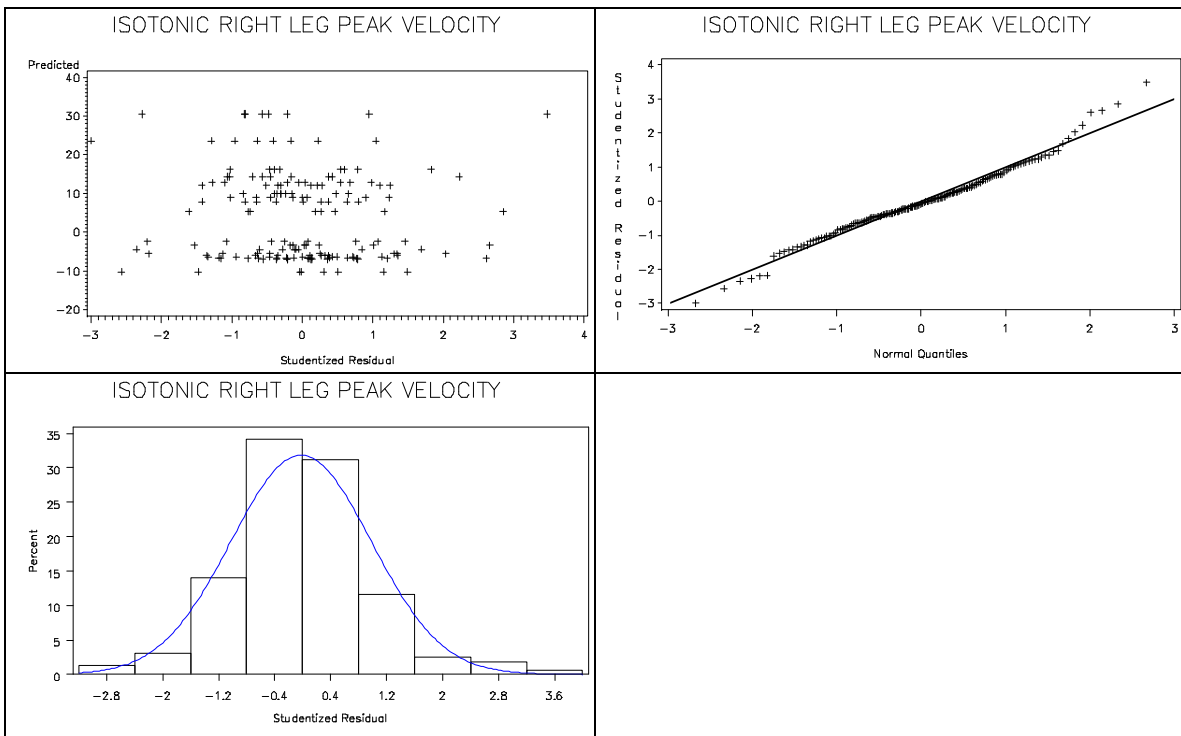 ISOTONIC RIGHT LEG PEAK VELOCITY
Predicted
40
30
20
10
0
−10
−20
−3 −2 −1 0 1 2 3 4
Studentized Residual
ISOTONIC RIGHT LEG PEAK VELOCITY
Studentized Residual
4
3
2
1
0
−1
−2
−3
−3 −2 −1 0 1 2 3
Normal Quantiles
ISOTONIC RIGHT LEG PEAK VELOCITY
Percent
35
30
25
20
15
10
5
0
−2.8 −2 −1.2 −0.4 0.4 1.2 2 2.8 3.6
Studentized Residual